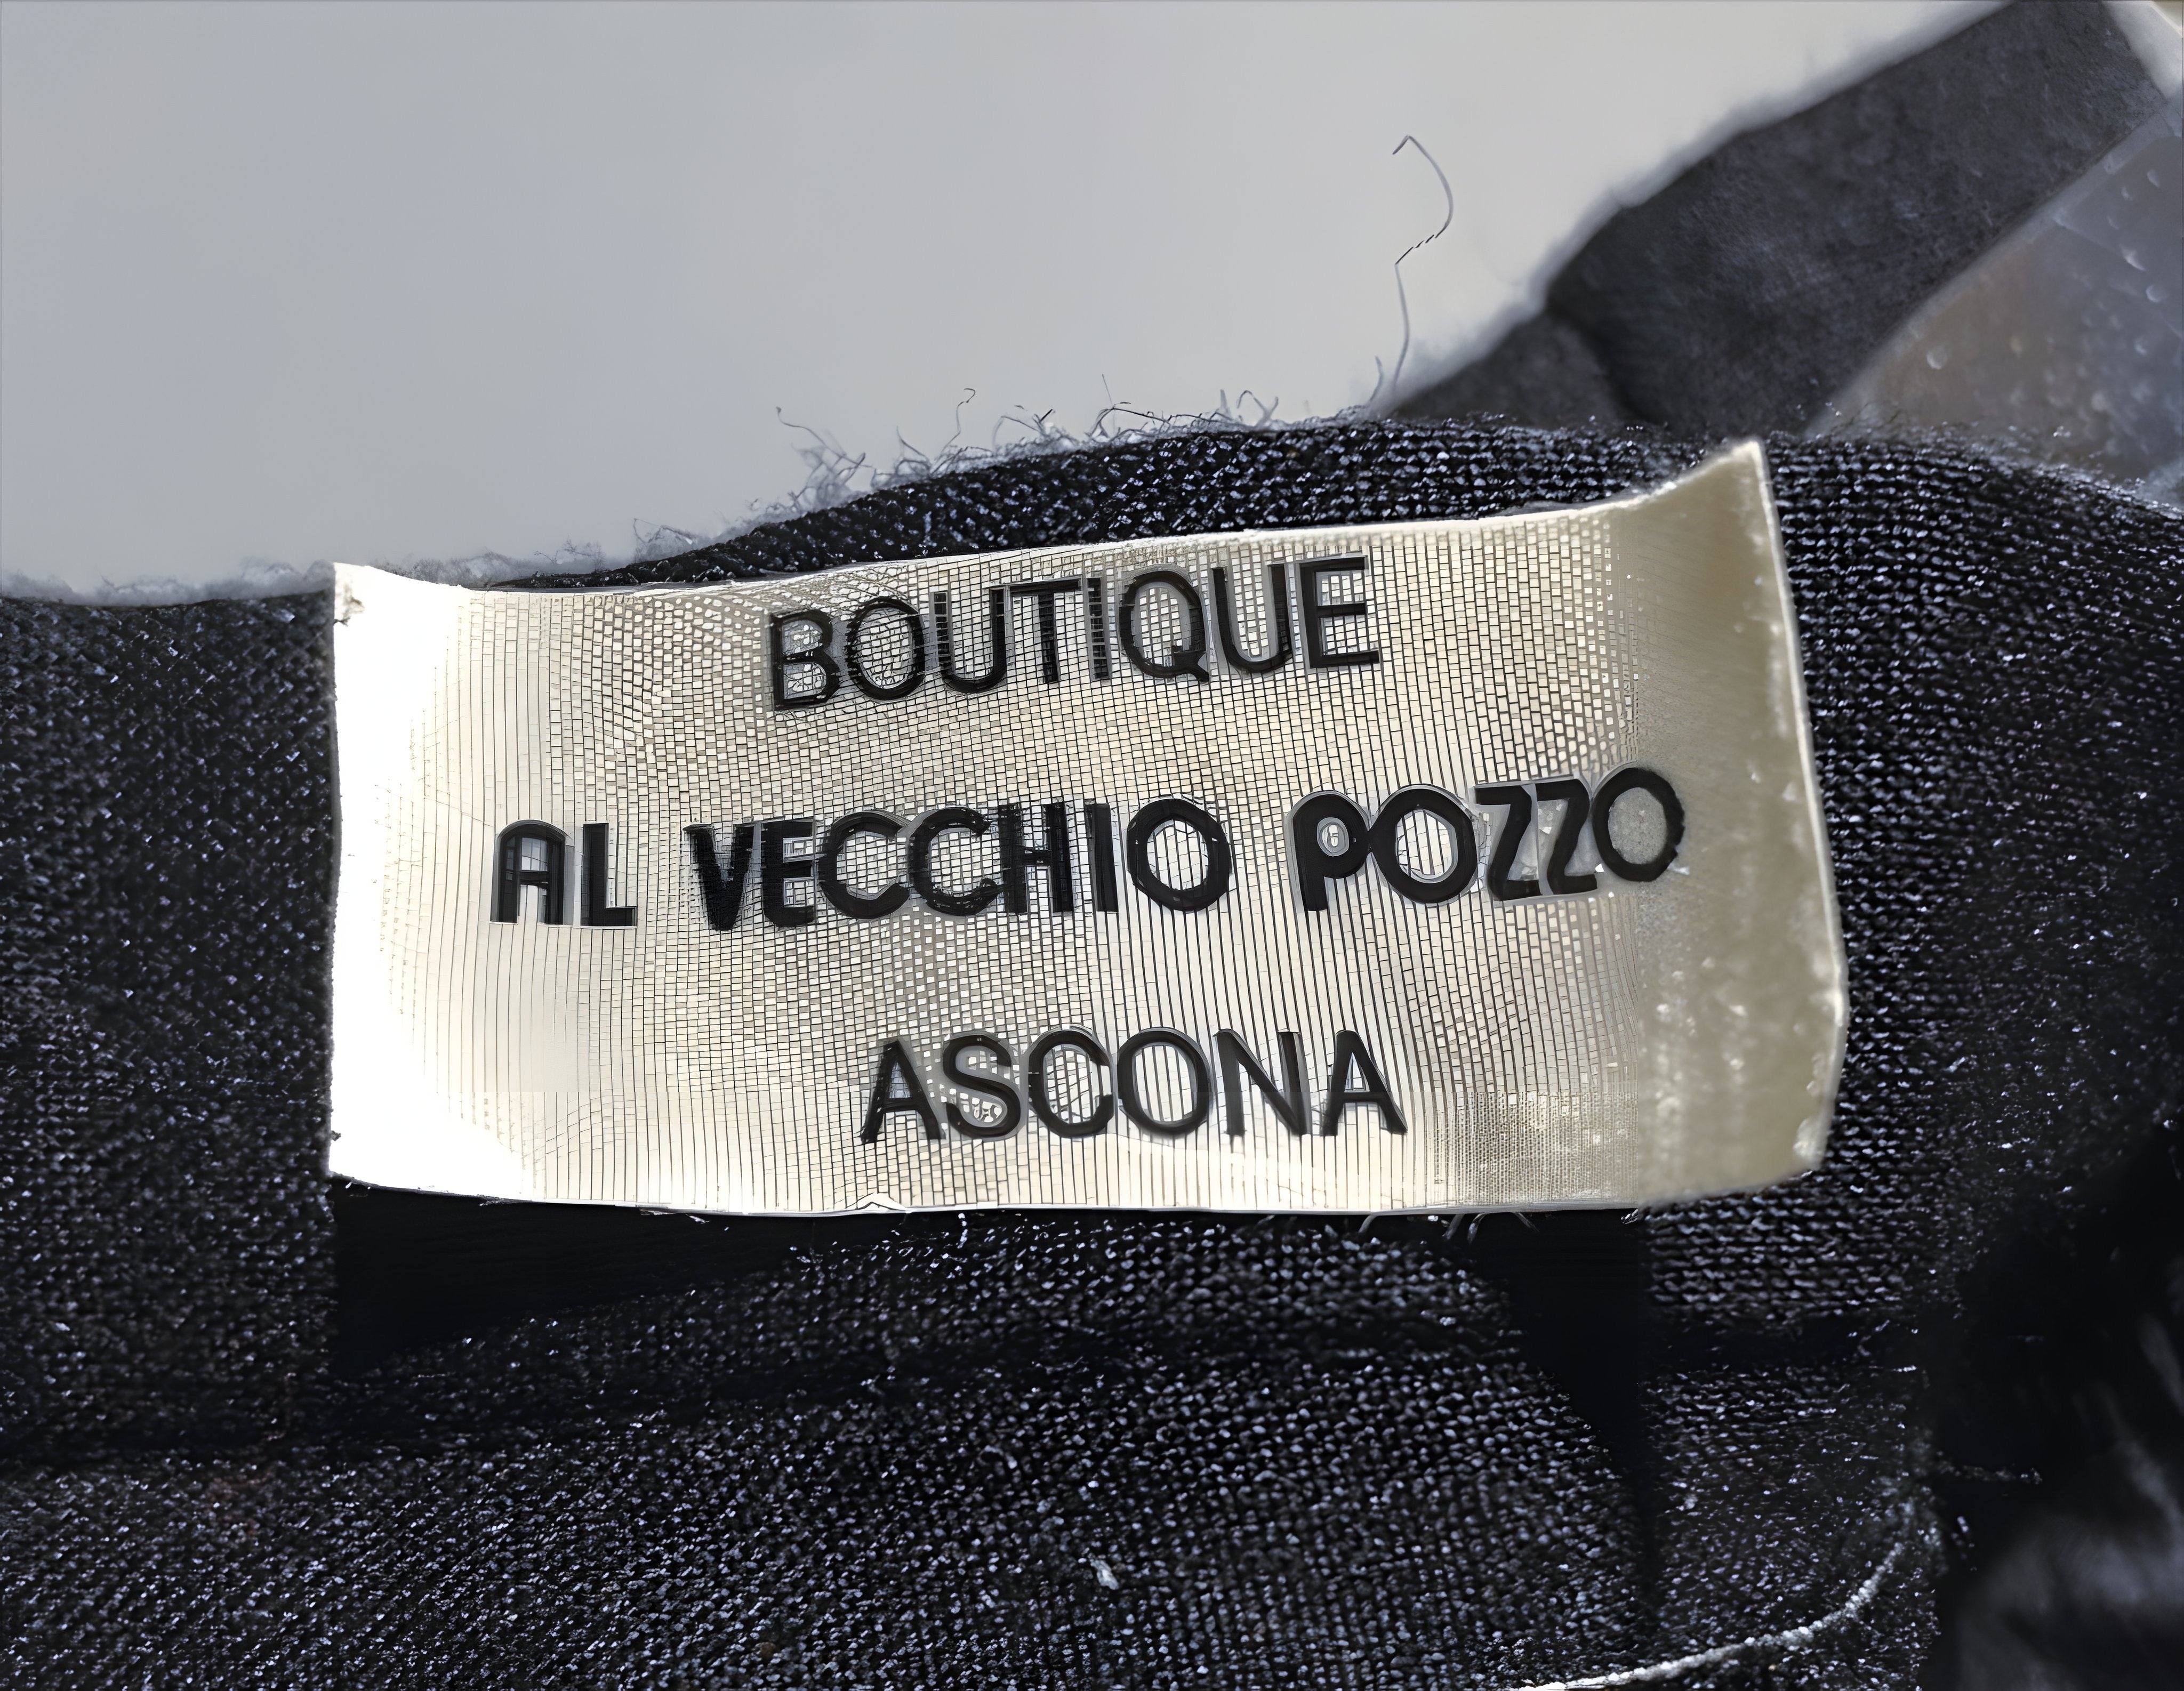 BOUTIQUE
AL VECCHIO POZZO
ASCONA